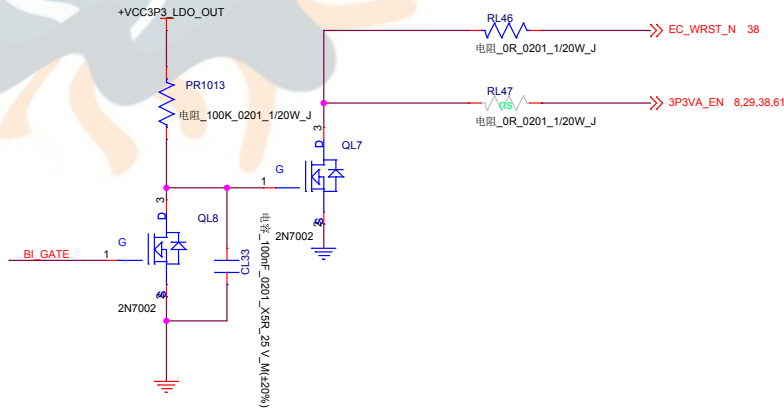 +VCC3P3_LDO_OUT
RL46
EC_WRST_N 38
电阻_0R_0201_1/20W_J
PR1013
电阻_100K_0201_1/20W_J
RL47
ns
3P3VA_EN 8,29,38,61
电阻_0R_0201_1/20W_J
3
D
QL7
G
1
S
2N7002
3
D
QL8
G
BI_GATE
1
S
2N7002
CL33
电容_100nF_0201_X5R_25 V_M(±20%)